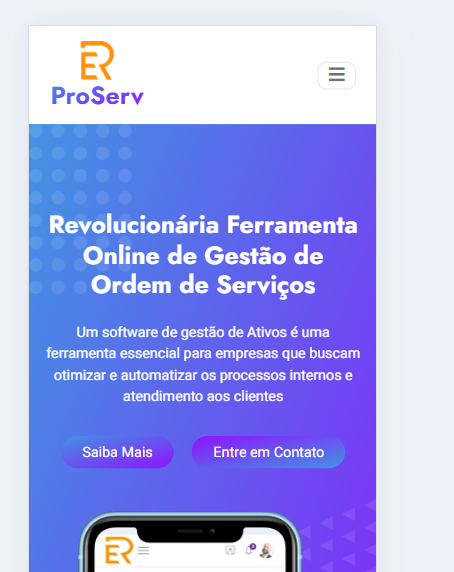 ER
ProServ
Revolucionária Ferramenta
Online de Gestão de
Ordem de Serviços
Um software de gestão de Ativos é uma
ferramenta essencial para empresas que buscam
otimizar e automatizar os processos internos e
atendimento aos clientes
Saiba Mais
Entre em Contato
ER